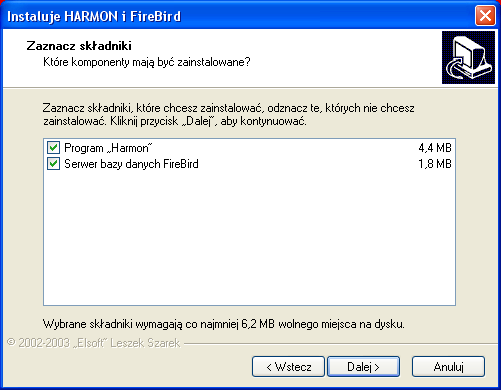 Instaluje HARMON i FireBird
Zaznacz składniki
Które komponenty mają być zainstalowane?
Zaznacz składniki, które chcesz zainstalować, odznacz te, których nie chcesz
zainstalować. Kliknij przycisk „Dalej”, aby kontynuować.
Program „Harmon” 4,4 MB
Serwer bazy danych FireBird 1,8 MB
Wybrane składniki wymagają co najmniej 6,2 MB wolnego miejsca na dysku.
© 2002-2003 „Elsoft” Leszek Szarek
< Wstecz Dalej > Anuluj